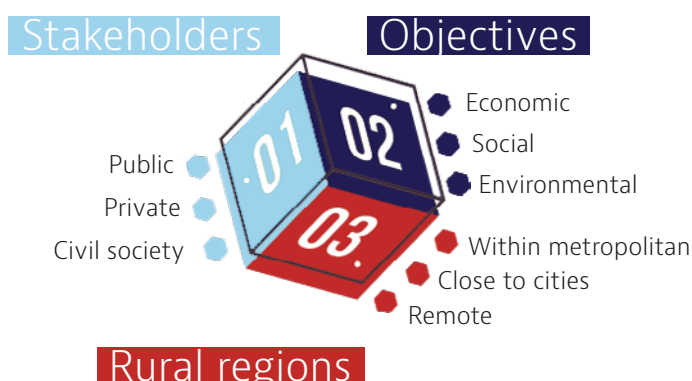 Stakeholders
Objectives
01
02
03
Public
Private
Civil society
Economic
Social
Environmental
Within metropolitan
Close to cities
Remote
Rural regions